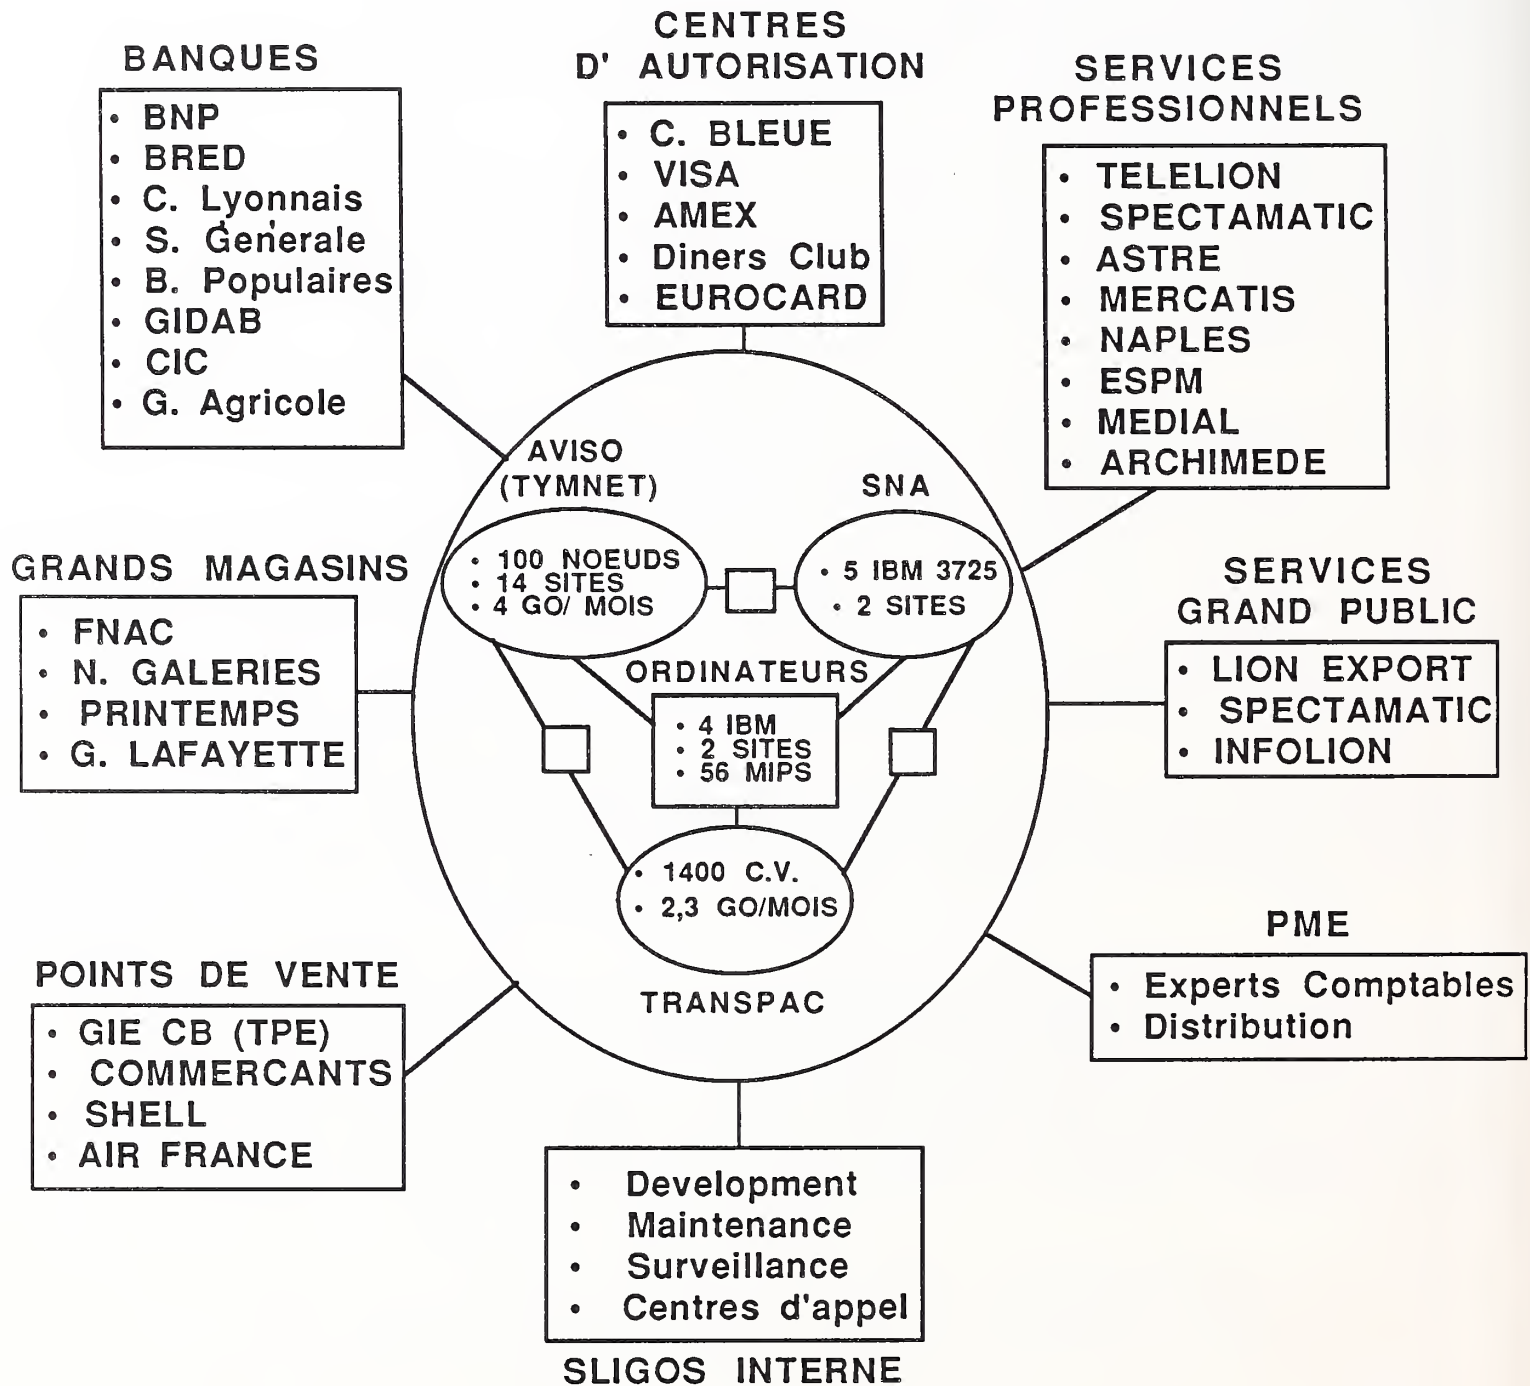 BANQUES
• BNP
• BRED
• C. Lyonnais
• S. Générale
• B. Populaires
• GIDAB
• CIC
• G. Agricole
CENTRES
D' AUTORISATION
• C. BLEUE
• VISA
• AMEX
• Diners Club
• EUROCARD
SERVICES
PROFESSIONNELS
• TELELION
• SPECTAMATIC
• ASTRE
• MERCATIS
• NAPLES
• ESPM
• MEDIAL
• ARCHIMEDE
GRANDS MAGASINS
• FNAC
• N. GALERIES
• PRINTEMPS
• G. LAFAYETTE
AVISO
(TYMNET)
• 100 NOEUDS
• 14 SITES
• 4 GO/ MOIS
SNA
• 5 IBM 3725
• 2 SITES
ORDINATEURS
• 4 IBM
• 2 SITES
• 56 MIPS
• 1400 C.V.
• 2,3 GO/MOIS
TRANSPAC
SERVICES
GRAND PUBLIC
• LION EXPORT
• SPECTAMATIC
• INFOLION
POINTS DE VENTE
• GIE CB (TPE)
• COMMERCANTS
• SHELL
• AIR FRANCE
PME
• Experts Comptables
• Distribution
• Development
• Maintenance
• Surveillance
• Centres d'appel
SLIGOS INTERNE